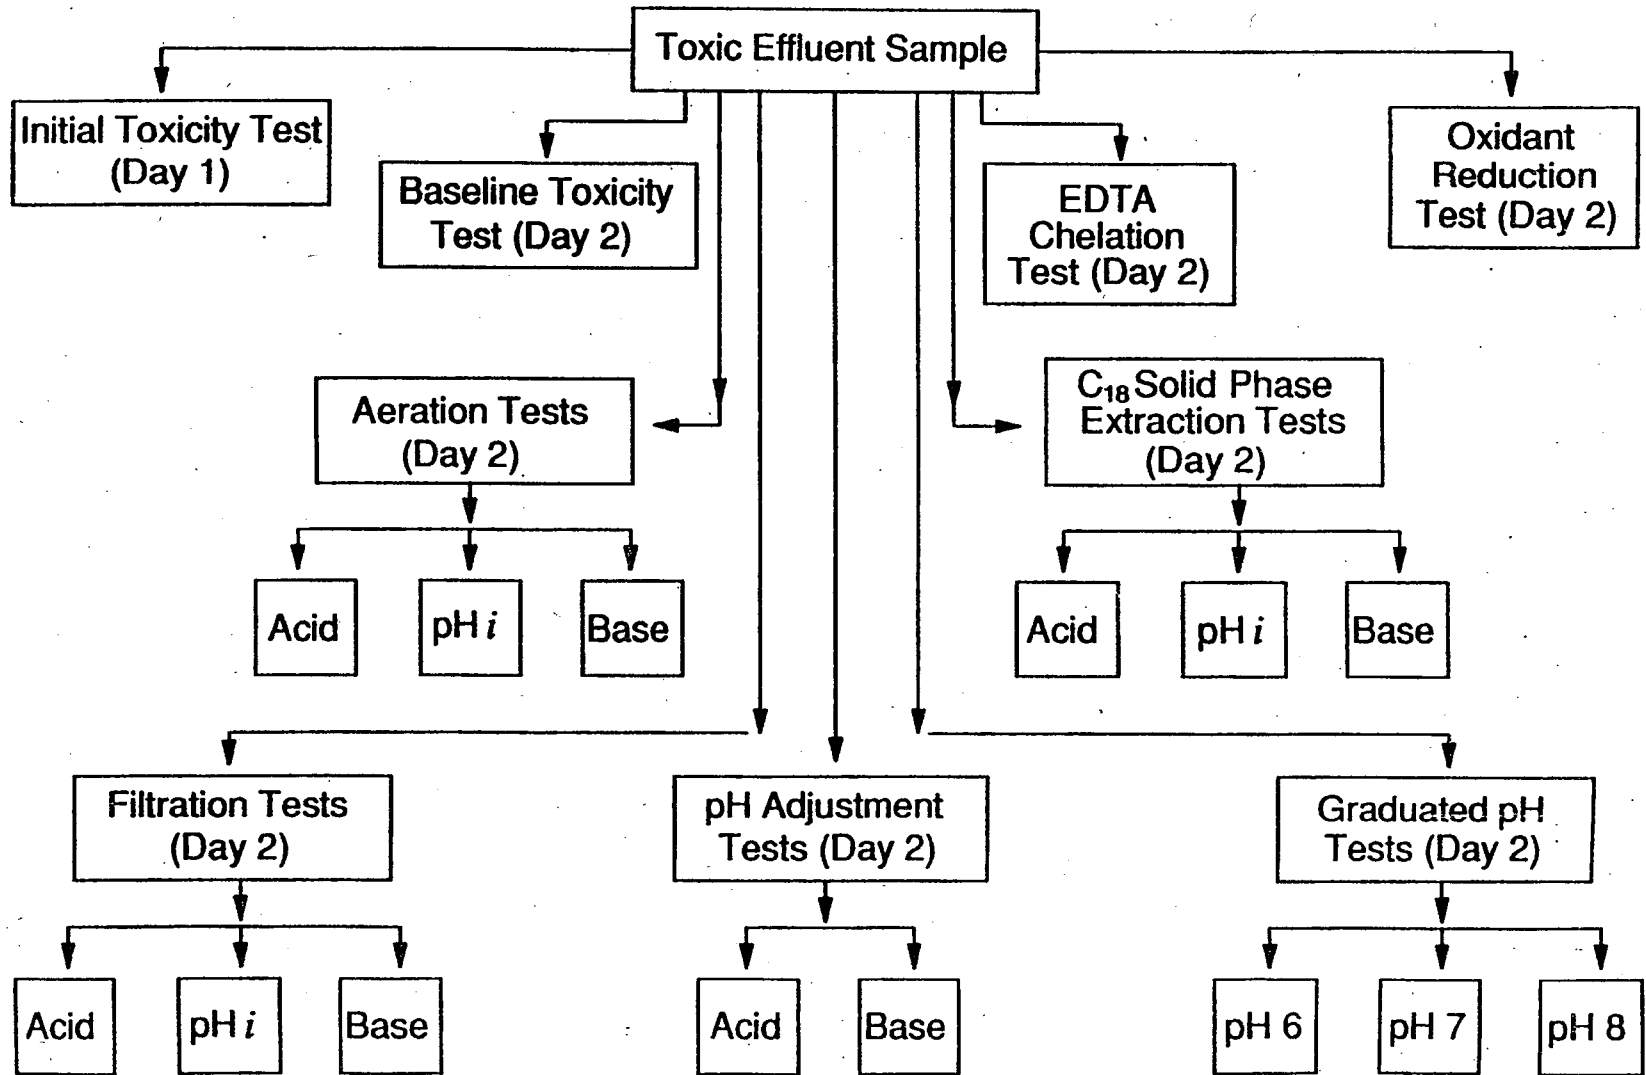 Toxic Effluent Sample
Initial Toxicity Test
(Day 1)
Baseline Toxicity
Test (Day 2)
EDTA
Chelation
Test (Day 2)
Oxidant
Reduction
Test (Day 2)
Aeration Tests
(Day 2)
C₁₈ Solid Phase
Extraction Tests
(Day 2)
Acid
pH i
Base
Acid
pH i
Base
Filtration Tests
(Day 2)
pH Adjustment
Tests (Day 2)
Graduated pH
Tests (Day 2)
Acid
pH i
Base
Acid
Base
pH 6
pH 7
pH 8